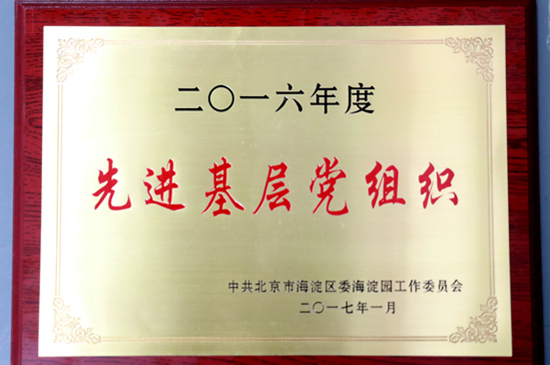 二〇一六年度
先进基层党组织
中共北京市海淀区委海淀园工作委员会
二〇一七年一月